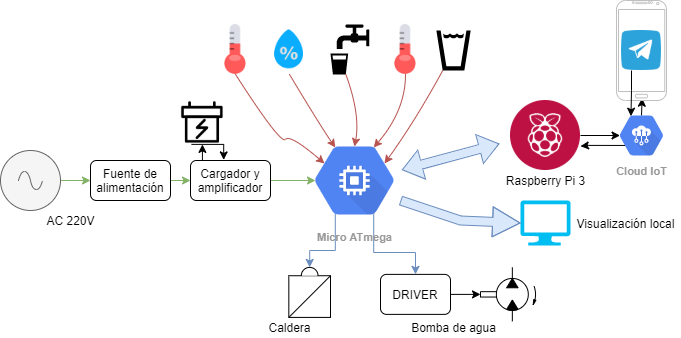 %
Fuente de
alimentación
Cargador y
amplificador
AC 220V
Micro ATmega
Raspberry Pi 3
Cloud IoT
Visualización local
Caldera
DRIVER
Bomba de agua